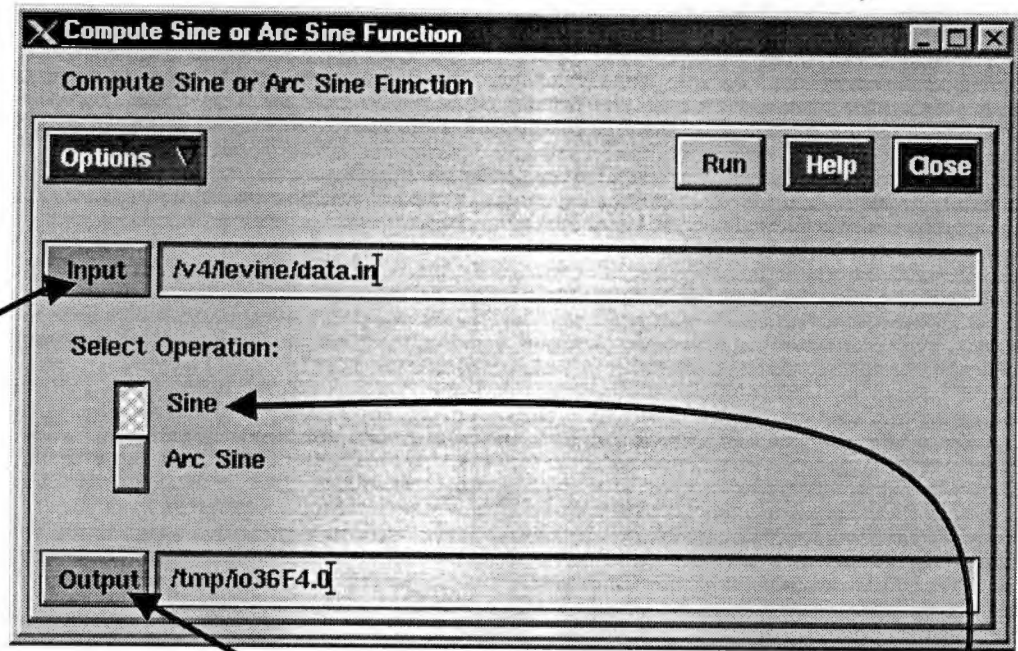 Compute Sine or Arc Sine Function
Compute Sine or Arc Sine Function
Options Run Help Close
Input /v4/levine/data.in
Select Operation:
Sine
Arc Sine
Output /tmp/io36F4.0